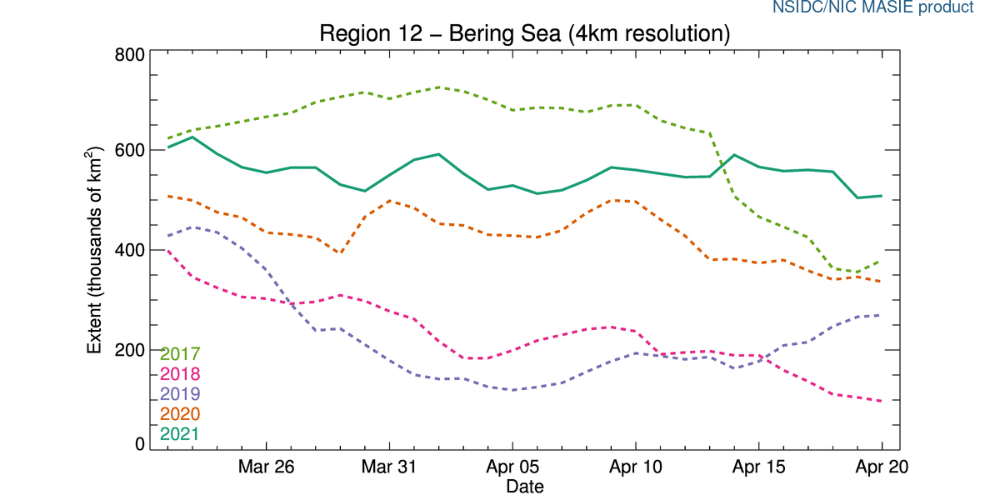 NSIDC/NIC MASIE product
Region 12 – Bering Sea (4km resolution)
Extent (thousands of km²)
800
600
400
200
0
2017
2018
2019
2020
2021
Mar 26 Mar 31 Apr 05 Apr 10 Apr 15 Apr 20
Date